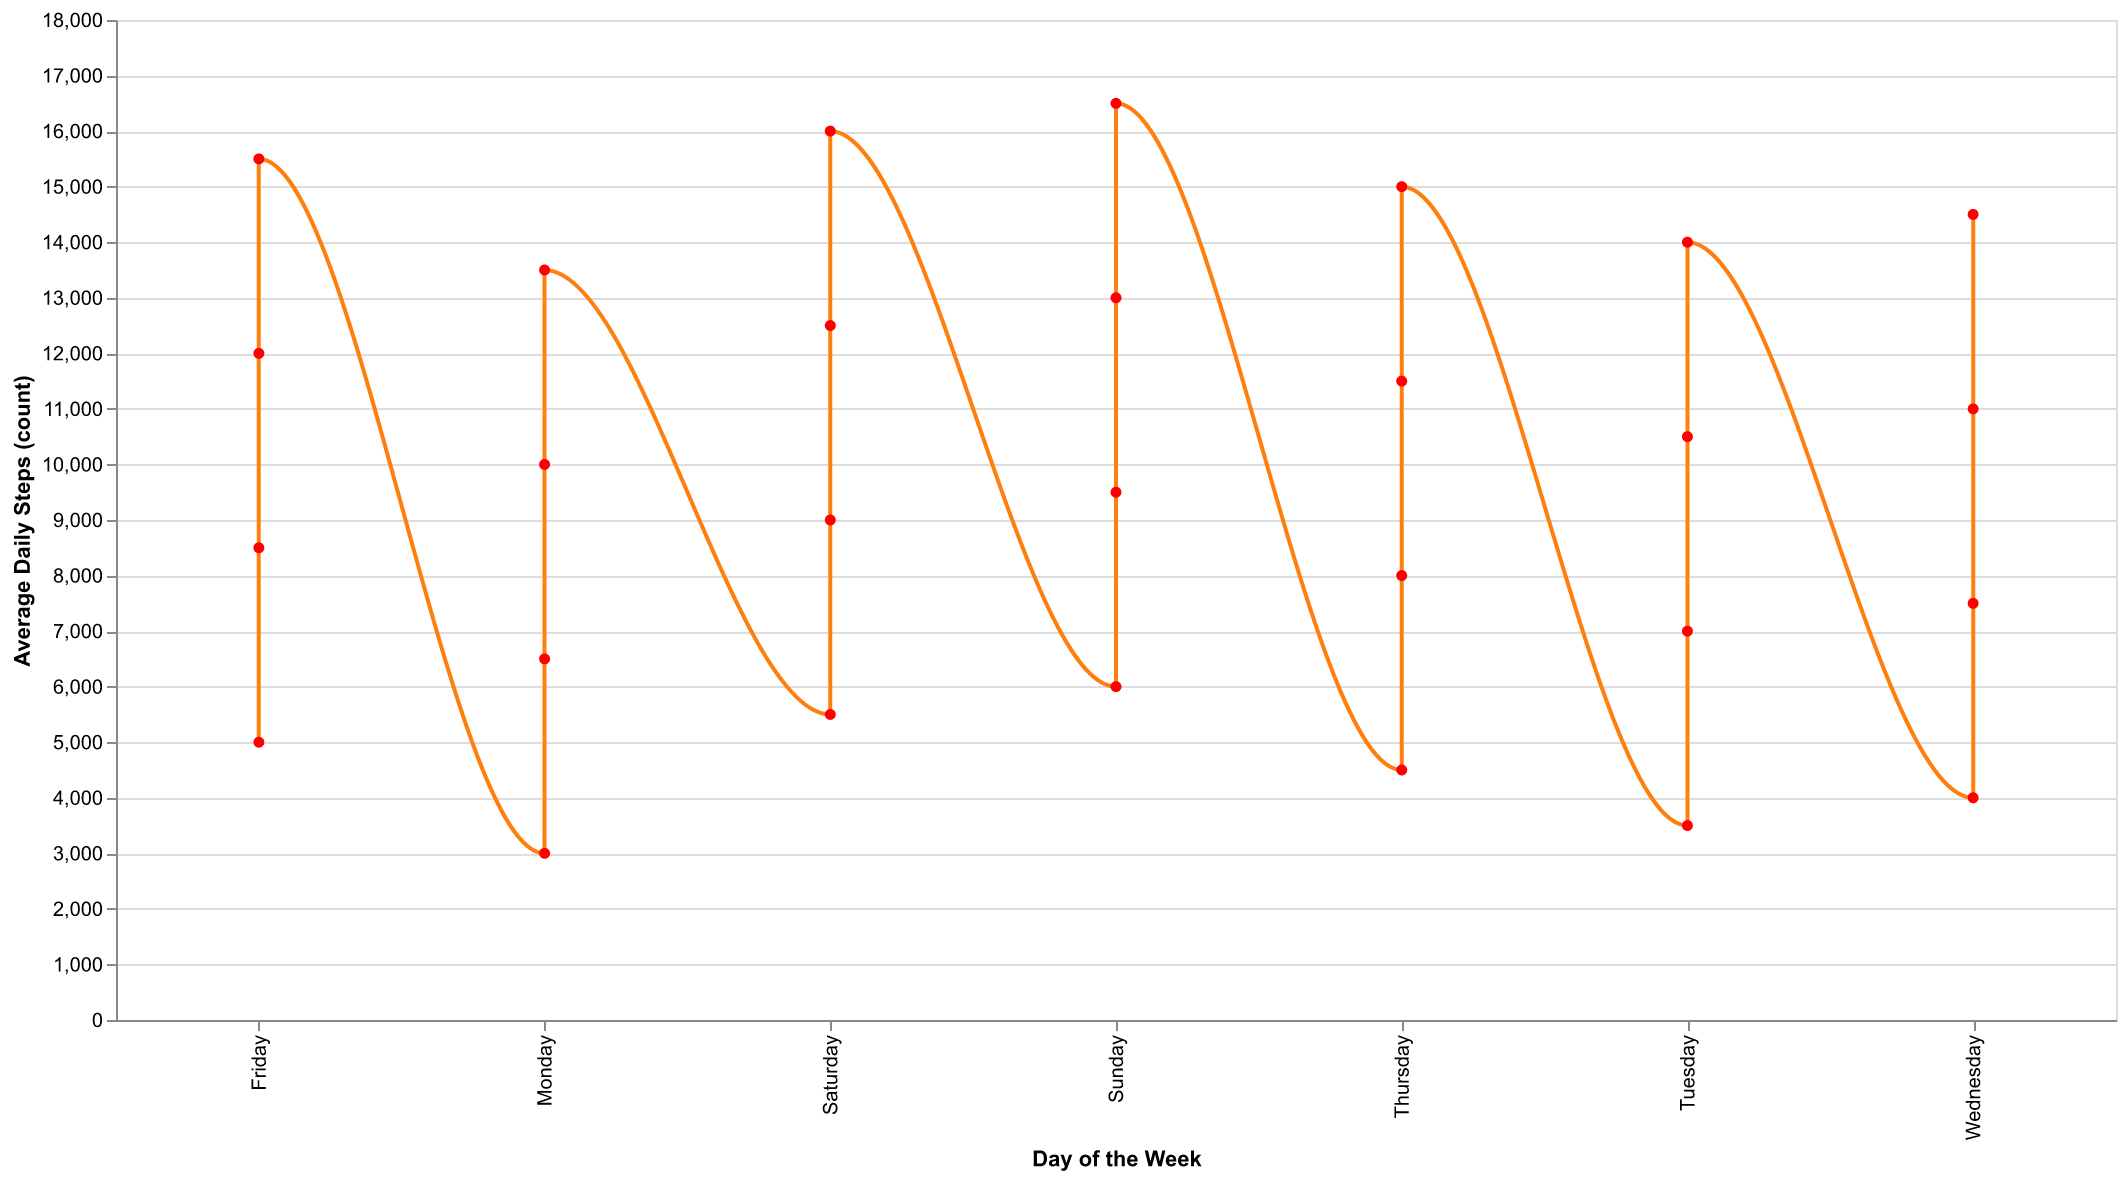 18,000
17,000
16,000
15,000
14,000
13,000
12,000
11,000
10,000
9,000
8,000
7,000
6,000
5,000
4,000
3,000
2,000
1,000
0
Average Daily Steps (count)
Friday
Monday
Saturday
Sunday
Thursday
Tuesday
Wednesday
Day of the Week